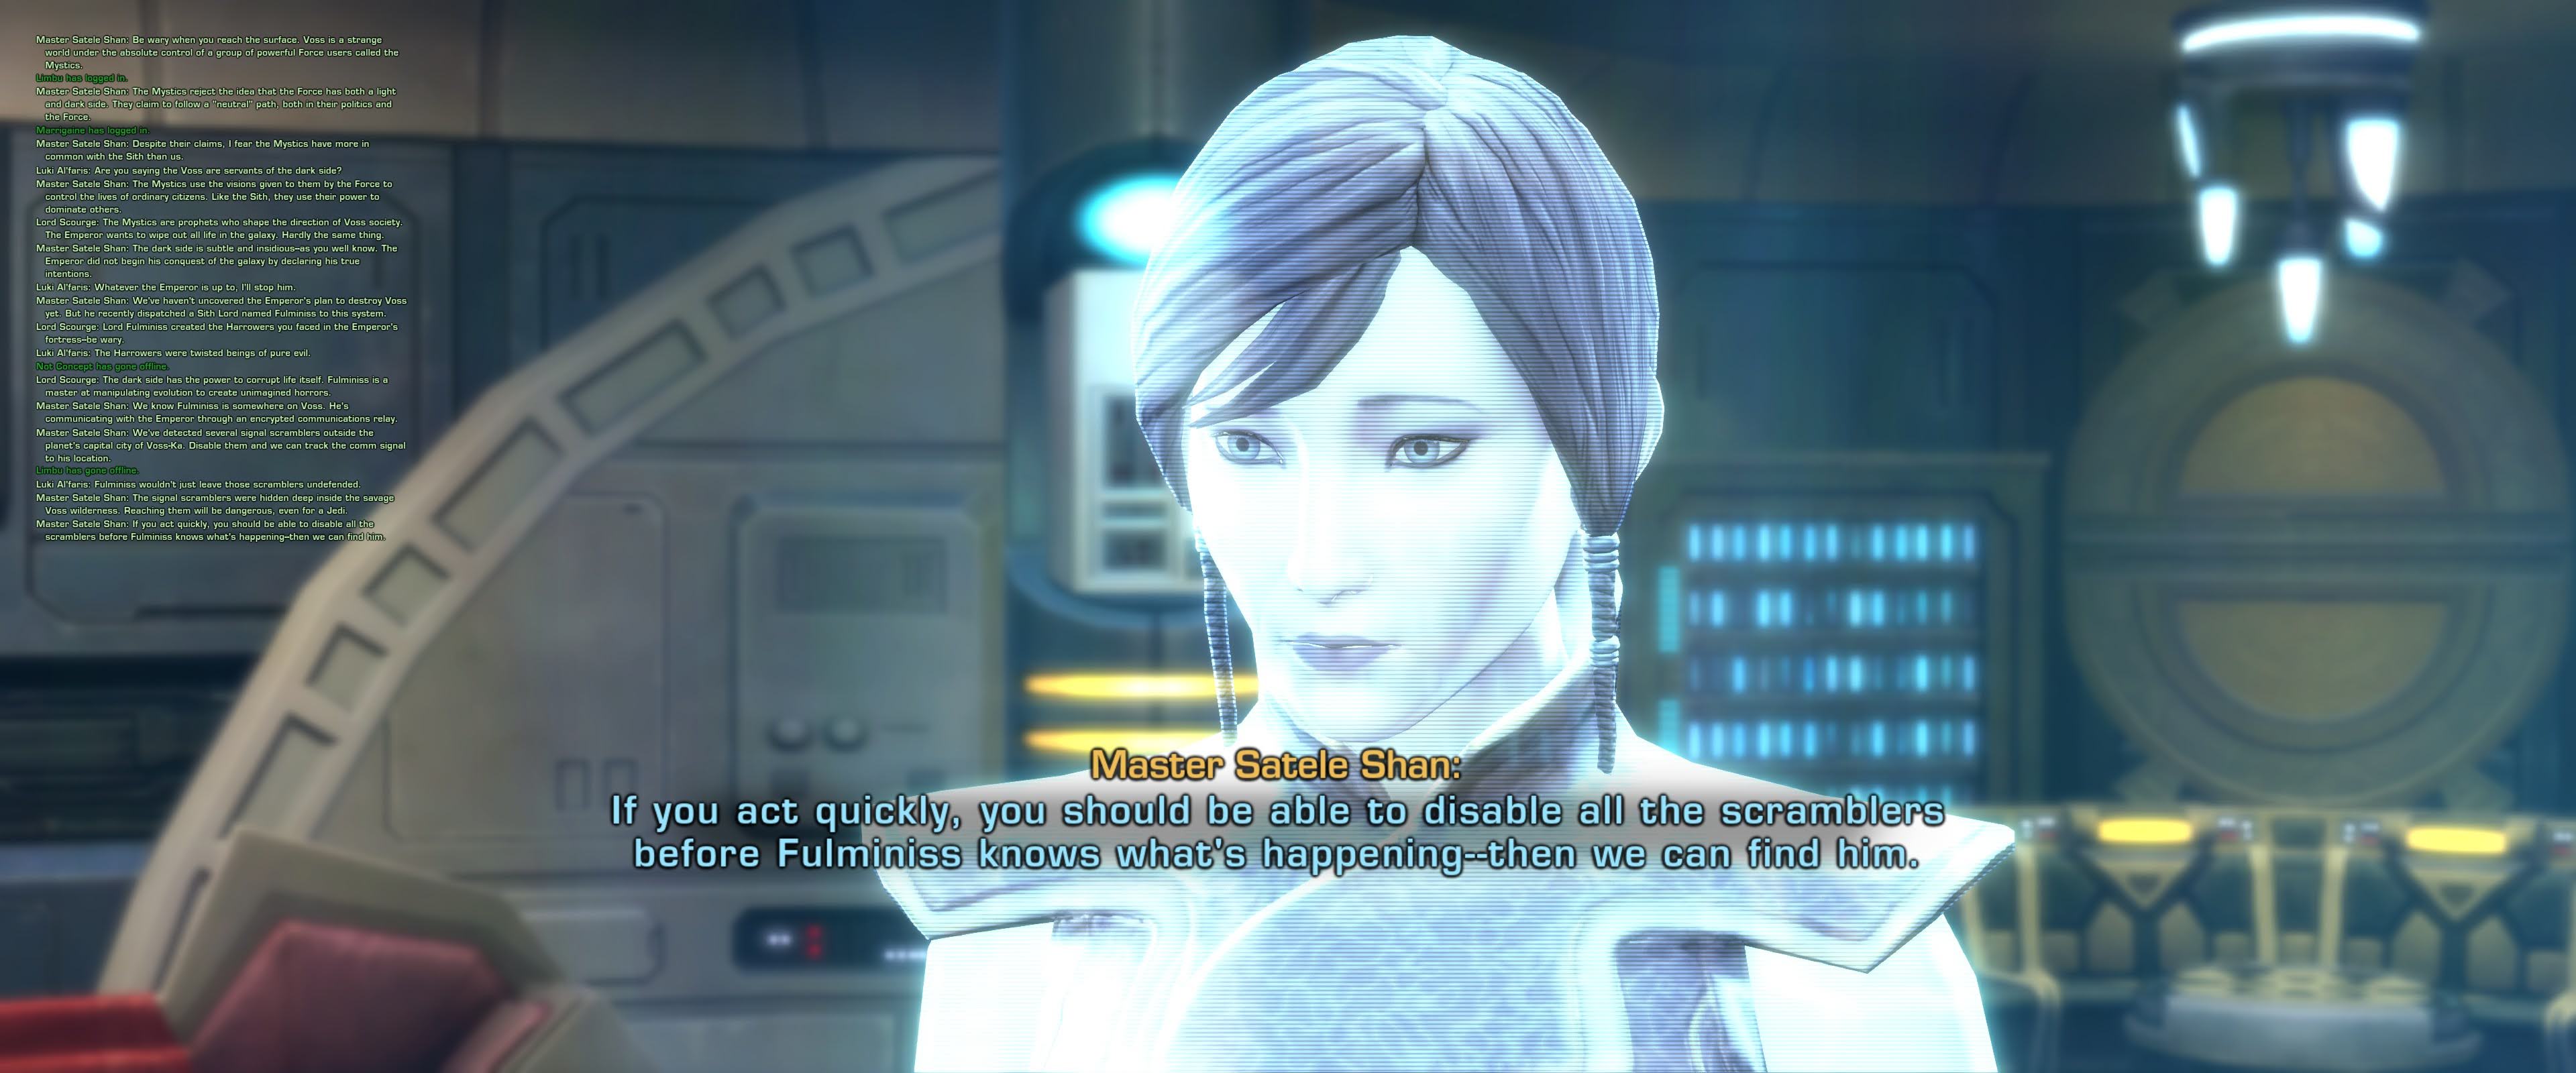 Master Satele Shan: Be wary when you reach the surface. Voss is a strange
world under the absolute control of a group of powerful Force users called the
Mystics.
Limbu has logged in.
Master Satele Shan: The Mystics reject the idea that the Force has both a light
and dark side. They claim to follow a "neutral" path, both in their politics and
the Force.
Marrigaine has logged in.
Master Satele Shan: Despite their claims, I fear the Mystics have more in
common with the Sith than us.
Luki Al'faris: Are you saying the Voss are servants of the dark side?
Master Satele Shan: The Mystics use the visions given to them by the Force to
control the lives of ordinary citizens. Like the Sith, they use their power to
dominate others.
Lord Scourge: The Mystics are prophets who shape the direction of Voss society.
The Emperor wants to wipe out all life in the galaxy. Hardly the same thing.
Master Satele Shan: The dark side is subtle and insidious--as you well know. The
Emperor did not begin his conquest of the galaxy by declaring his true
intentions.
Luki Al'faris: Whatever the Emperor is up to, I'll stop him.
Master Satele Shan: We've haven't uncovered the Emperor's plan to destroy Voss
yet. But he recently dispatched a Sith Lord named Fulminiss to this system.
Lord Scourge: Lord Fulminiss created the Harrowers you faced in the Emperor's
fortress--be wary.
Luki Al'faris: The Harrowers were twisted beings of pure evil.
Not Concept has gone offline.
Lord Scourge: The dark side has the power to corrupt life itself. Fulminiss is a
master at manipulating evolution to create unimagined horrors.
Master Satele Shan: We know Fulminiss is somewhere on Voss. He's
communicating with the Emperor through an encrypted communications relay.
Master Satele Shan: We've detected several signal scramblers outside the
planet's capital city of Voss-Ka. Disable them and we can track the comm signal
to his location.
Limbu has gone offline.
Luki Al'faris: Fulminiss wouldn't just leave those scramblers undefended.
Master Satele Shan: The signal scramblers were hidden deep inside the savage
Voss wilderness. Reaching them will be dangerous, even for a Jedi.
Master Satele Shan: If you act quickly, you should be able to disable all the
scramblers before Fulminiss knows what's happening--then we can find him.
Master Satele Shan:
If you act quickly, you should be able to disable all the scramblers
before Fulminiss knows what's happening--then we can find him.